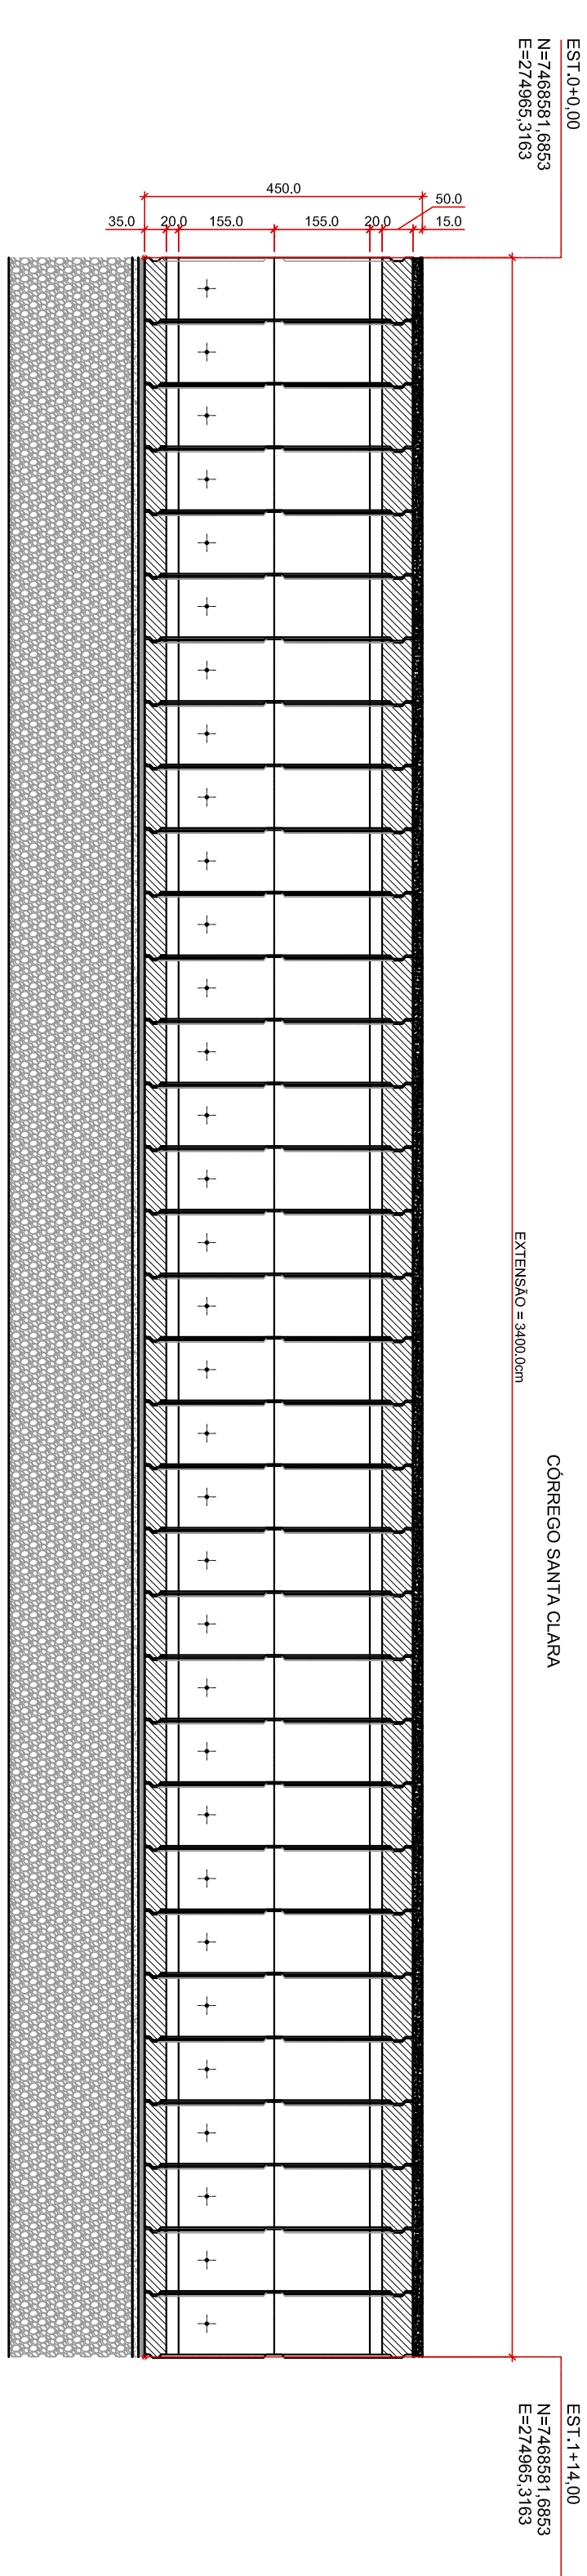 EST.0+0,00
N=7468581,6853
E=274965,3163
450.0
50.0
35.0
20.0
155.0
155.0
20.0
15.0
EXTENSÃO = 3400.0cm
CÓRREGO SANTA CLARA
EST.1+14,00
N=7468581,6853
E=274965,3163